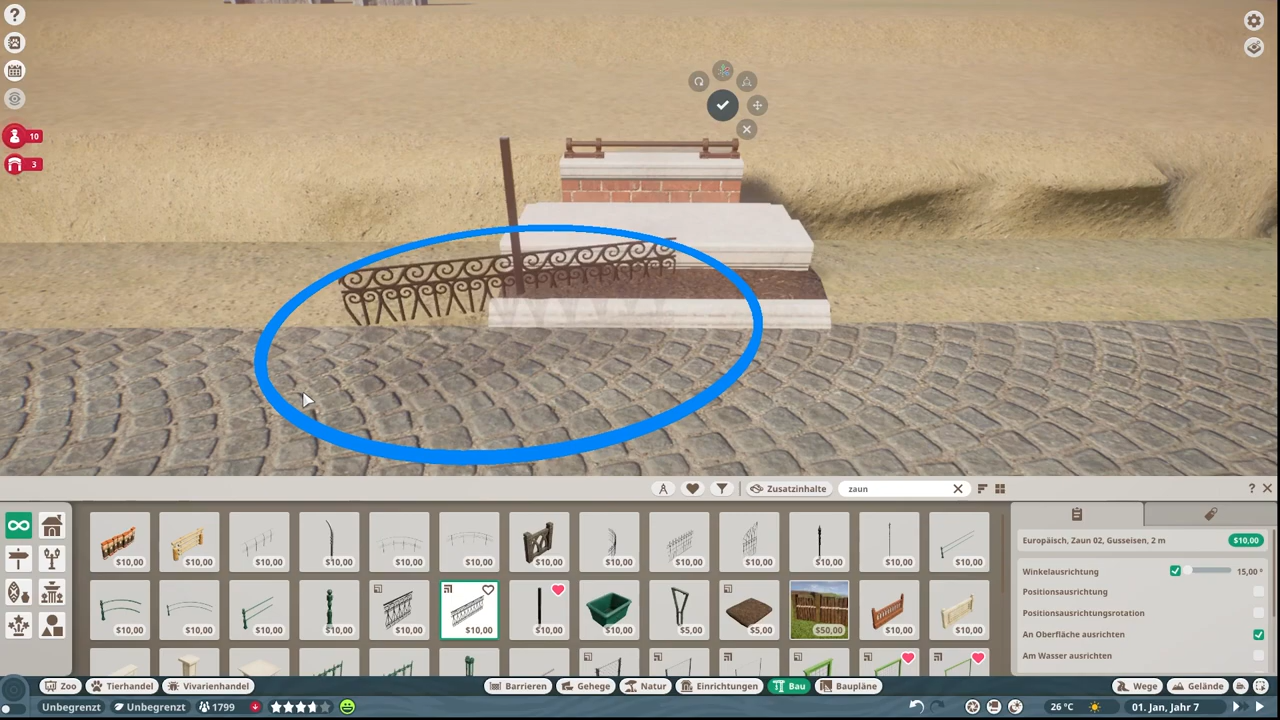 ?
10
3
Zusatzinhalte
zaun
? 
$10,00 $10,00 $10,00 $10,00 $10,00 $10,00 $10,00 $10,00 $10,00 $10,00 $10,00 $10,00 $10,00
$10,00 $10,00 $10,00 $10,00 $10,00 $10,00 $10,00 $10,00 $5,00 $5,00 $50,00 $10,00 $10,00
Europäisch, Zaun 02, Gusseisen, 2 m $10,00
Winkelausrichtung 15,00 °
Positionsausrichtung
Positionsausrichtungsrotation
An Oberfläche ausrichten
Am Wasser ausrichten
Zoo Tierhandel Vivarienhandel Barrieren Gehege Natur Einrichtungen Bau Baupläne Wege Gelände
Unbegrenzt Unbegrenzt 1799 26 °C 01. Jan, Jahr 7